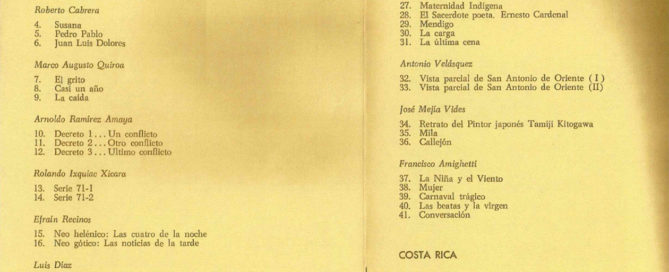 Roberto Cabrera
4. Susana
5. Pedro Pablo
6. Juan Luis Dolores
Marco Augusto Quiroa
7. El grito
8. Casi un año
9. La caída
Arnoldo Ramírez Amaya
10. Decreto 1 . . . Un conflicto
11. Decreto 2 . . . Otro conflicto
12. Decreto 3 . . . Ultimo conflicto
Rolando Ixquiac Xicara
13. Serie 71-1
14. Serie 71-2
Efraín Recinos
15. Neo helénico: Las cuatro de la noche
16. Neo gótico: Las noticias de la tarde
Luis Díaz
27. Maternidad Indígena
28. El Sacerdote poeta, Ernesto Cardenal
29. Mendigo
30. La carga
31. La última cena
Antonio Velásquez
32. Vista parcial de San Antonio de Oriente ( I )
33. Vista parcial de San Antonio de Oriente (II)
José Mejía Vides
34. Retrato del Pintor japonés Tamiji Kitogawa
35. Mila
36. Callejón
Francisco Amighetti
37. La Niña y el Viento
38. Mujer
39. Carnaval trágico
40. Las beatas y la virgen
41. Conversación
COSTA RICA